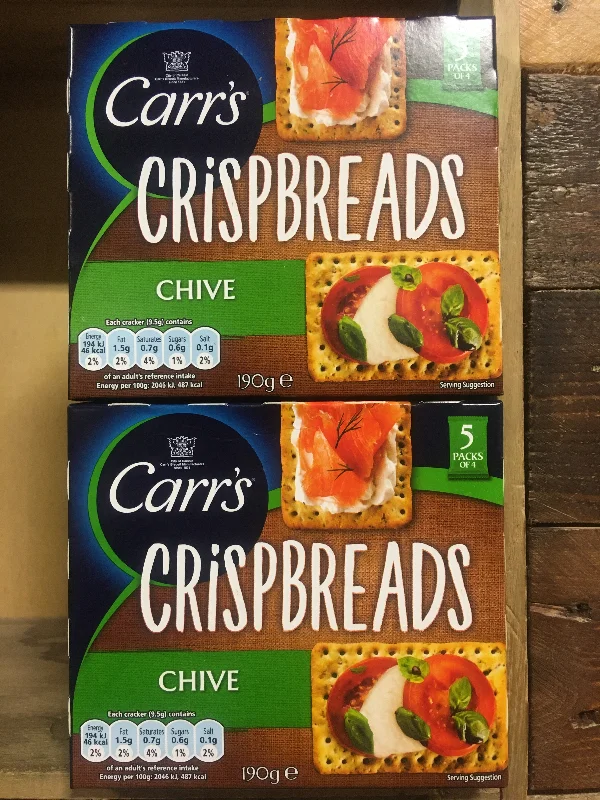 Carr's
5
PACKS
OF 4
CRiSPBREADS
CHIVE
Each cracker (9.5g) contains
Energy
194 kJ
46 kcal
2%
Fat
1.5g
2%
Saturates
0.7g
4%
Sugars
0.6g
1%
Salt
0.1g
2%
of an adult's reference intake
Energy per 100g: 2046 kJ, 487 kcal
190g e
Serving Suggestion
Carr's
5
PACKS
OF 4
CRiSPBREADS
CHIVE
Each cracker (9.5g) contains
Energy
194 kJ
46 kcal
2%
Fat
1.5g
2%
Saturates
0.7g
4%
Sugars
0.6g
1%
Salt
0.1g
2%
of an adult's reference intake
Energy per 100g: 2046 kJ, 487 kcal
190g e
Serving Suggestion